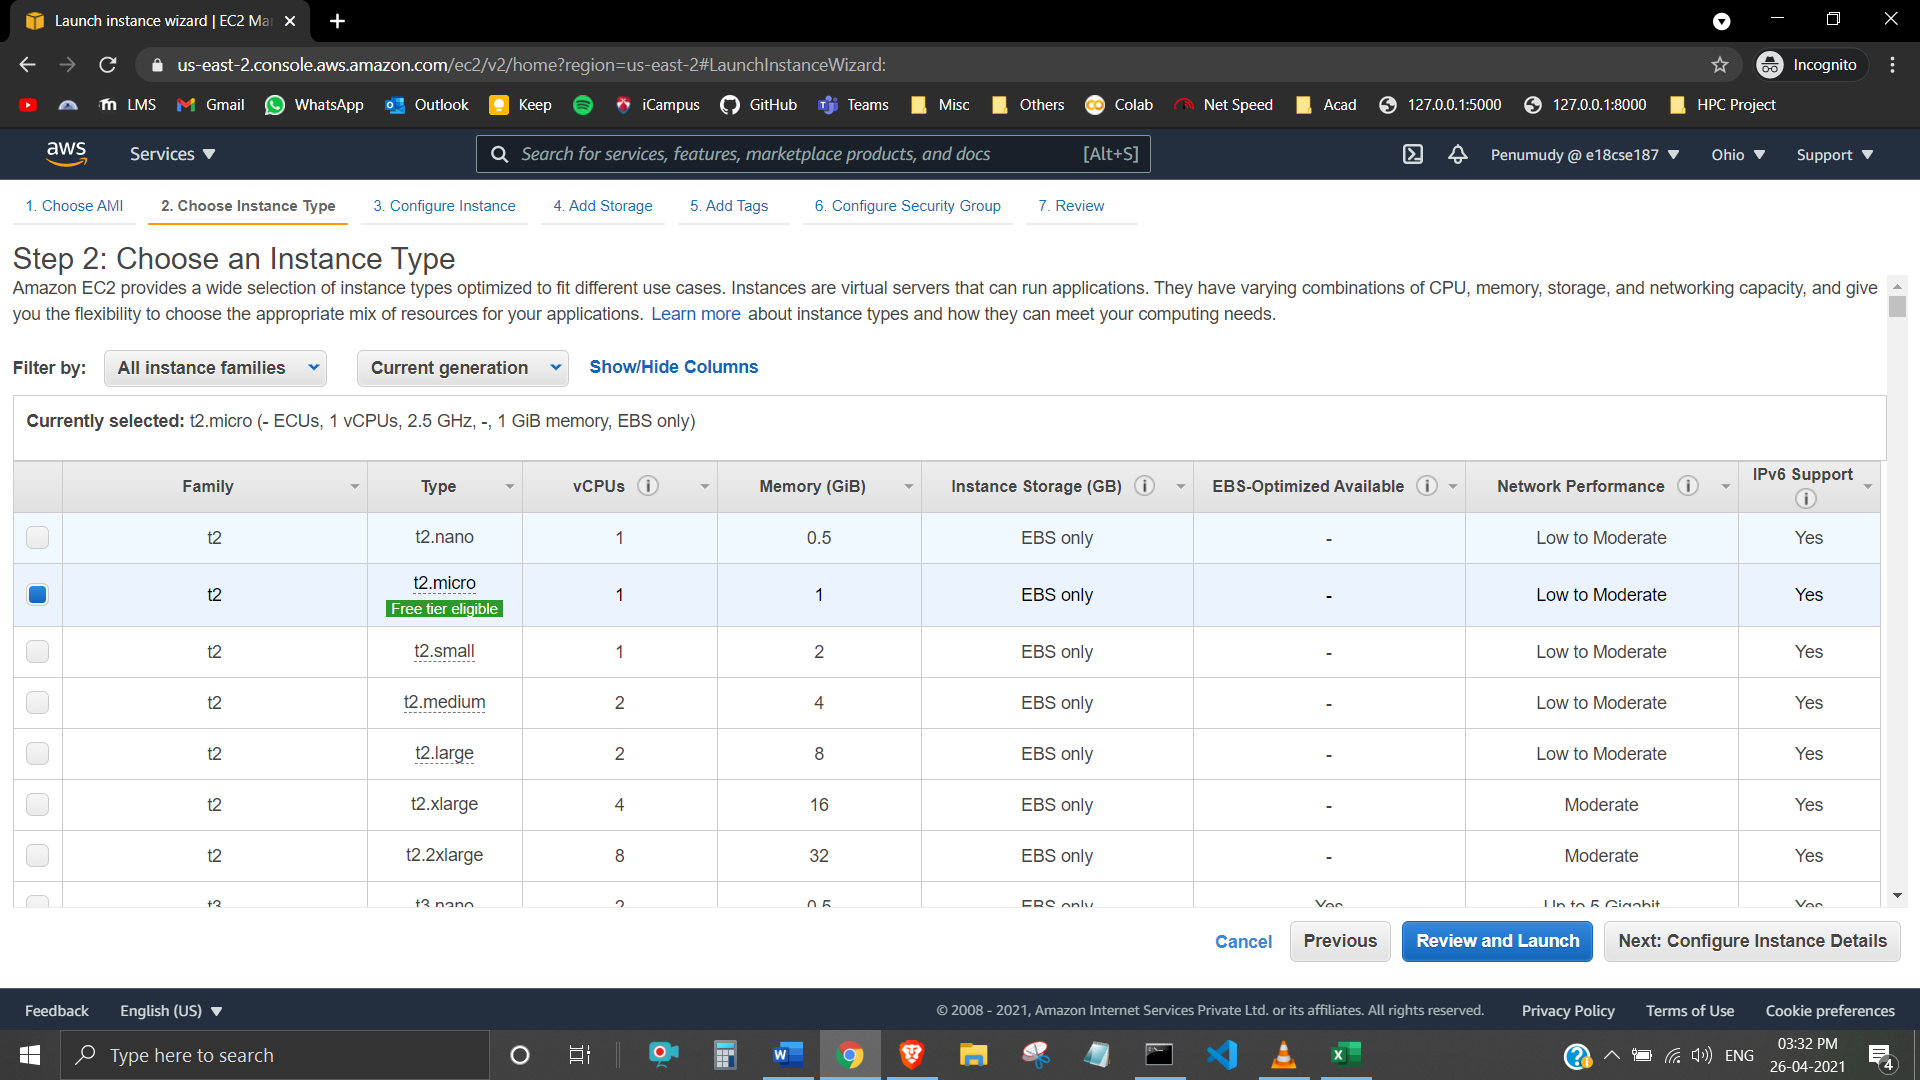 Launch instance wizard | EC2 Mar
us-east-2.console.aws.amazon.com/ec2/v2/home?region=us-east-2#LaunchInstanceWizard:
Incognito
LMS Gmail WhatsApp Outlook Keep iCampus GitHub Teams Misc Others Colab Net Speed Acad 127.0.0.1:5000 127.0.0.1:8000 HPC Project
aws Services Search for services, features, marketplace products, and docs [Alt+S] Penumudy @ e18cse187 Ohio Support
1. Choose AMI 2. Choose Instance Type 3. Configure Instance 4. Add Storage 5. Add Tags 6. Configure Security Group 7. Review
Step 2: Choose an Instance Type
Amazon EC2 provides a wide selection of instance types optimized to fit different use cases. Instances are virtual servers that can run applications. They have varying combinations of CPU, memory, storage, and networking capacity, and give
you the flexibility to choose the appropriate mix of resources for your applications. Learn more about instance types and how they can meet your computing needs.
Filter by: All instance families Current generation Show/Hide Columns
Currently selected: t2.micro (- ECUs, 1 vCPUs, 2.5 GHz, -, 1 GiB memory, EBS only)
Family Type vCPUs Memory (GiB) Instance Storage (GB) EBS-Optimized Available Network Performance IPv6 Support
t2 t2.nano 1 0.5 EBS only - Low to Moderate Yes
t2 t2.micro 1 1 EBS only - Low to Moderate Yes
Free tier eligible
t2 t2.small 1 2 EBS only - Low to Moderate Yes
t2 t2.medium 2 4 EBS only - Low to Moderate Yes
t2 t2.large 2 8 EBS only - Low to Moderate Yes
t2 t2.xlarge 4 16 EBS only - Moderate Yes
t2 t2.2xlarge 8 32 EBS only - Moderate Yes
t3 t3.nano 2 0.5 EBS only Yes Up to 5 Gigabit Yes
Cancel Previous Review and Launch Next: Configure Instance Details
Feedback English (US) © 2008 - 2021, Amazon Internet Services Private Ltd. or its affiliates. All rights reserved. Privacy Policy Terms of Use Cookie preferences
Type here to search
ENG
03:32 PM
26-04-2021
4